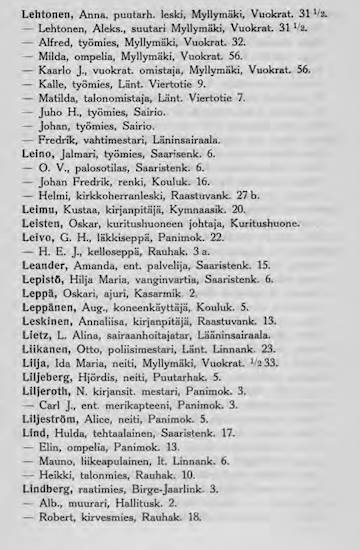 Lehtonen, Anna, puutarh. leski, Myllymäki, Vuokrat. 31 1/2.
— Lehtonen, Aleks., suutari Myllymäki, Vuokrat. 31 1/2.
— Alfred, työmies, Myllymäki, Vuokrat. 32.
— Milda, ompelia, Myllymäki, Vuokrat. 56.
— Kaarlo J., vuokrat. omistaja, Myllymäki, Vuokrat. 56.
— Kalle, työmies, Länt. Viertotie 9.
— Matilda, talonomistaja, Länt. Viertotie 7.
— Juho H., työmies, Sairio.
— Johan, työmies, Sairio.
— Fredrik, vahtimestari, Lääninsairaala.
Leino, Jalmari, työmies, Saarisenk. 6.
— O. V., palosotilas, Saaristenk. 6.
— Johan Fredrik, renki, Kouluk. 16.
— Helmi, kirkkoherranleski, Raastuvank. 27 b.
Leimu, Kustaa, kirjanpitäjä, Kymnaasik. 20.
Leisten, Oskar, kuritushuoneen johtaja, Kuritushuone.
Leivo, G. H., läkkiseppä, Panimok. 22.
— H. E. J., kelloseppä, Rauhak. 3 a.
Leander, Amanda, ent. palvelija, Saaristenk. 15.
Lepistö, Hilja Maria, vanginvartia, Saaristenk. 6.
Leppä, Oskari, ajuri, Kasarmik. 2.
Leppänen, Aug., koneenkäyttäjä, Kouluk. 5.
Leskinen, Annaliisa, kirjanpitäjä, Raastuvank. 13.
Lietz, L. Alina, sairaanhoitajatar, Lääninsairaala.
Liikanen, Otto, poliisimestari, Länt. Linnank. 23.
Lilja, Ida Maria, neiti, Myllymäki, Vuokrat. 1/2 33.
Liljeberg, Hjördis, neiti, Puutarhak. 5.
Liljeroth, N. kirjansit. mestari, Panimok. 3.
— Carl J., ent. merikapteeni, Panimok. 3.
Liljeström, Alice, neiti, Panimok. 5.
Lind, Hulda, tehtaalainen, Saaristenk. 17.
— Elin, ompelia, Panimok. 13.
— Mauno, liikeapulainen, It. Linnank. 6.
— Heikki, talonmies, Rauhak. 10.
Lindberg, raatimies, Birge-Jaarlink. 3.
— Alb., muurari, Hallitusk. 2.
— Robert, kirvesmies, Rauhak. 18.